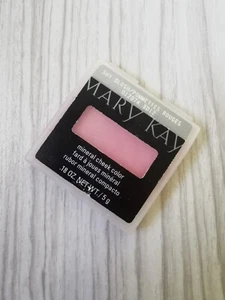 MARY KAY
mineral cheek color
fard à joues minéral
rubor mineral compacto
.18 OZ. NET WT. / 5 g